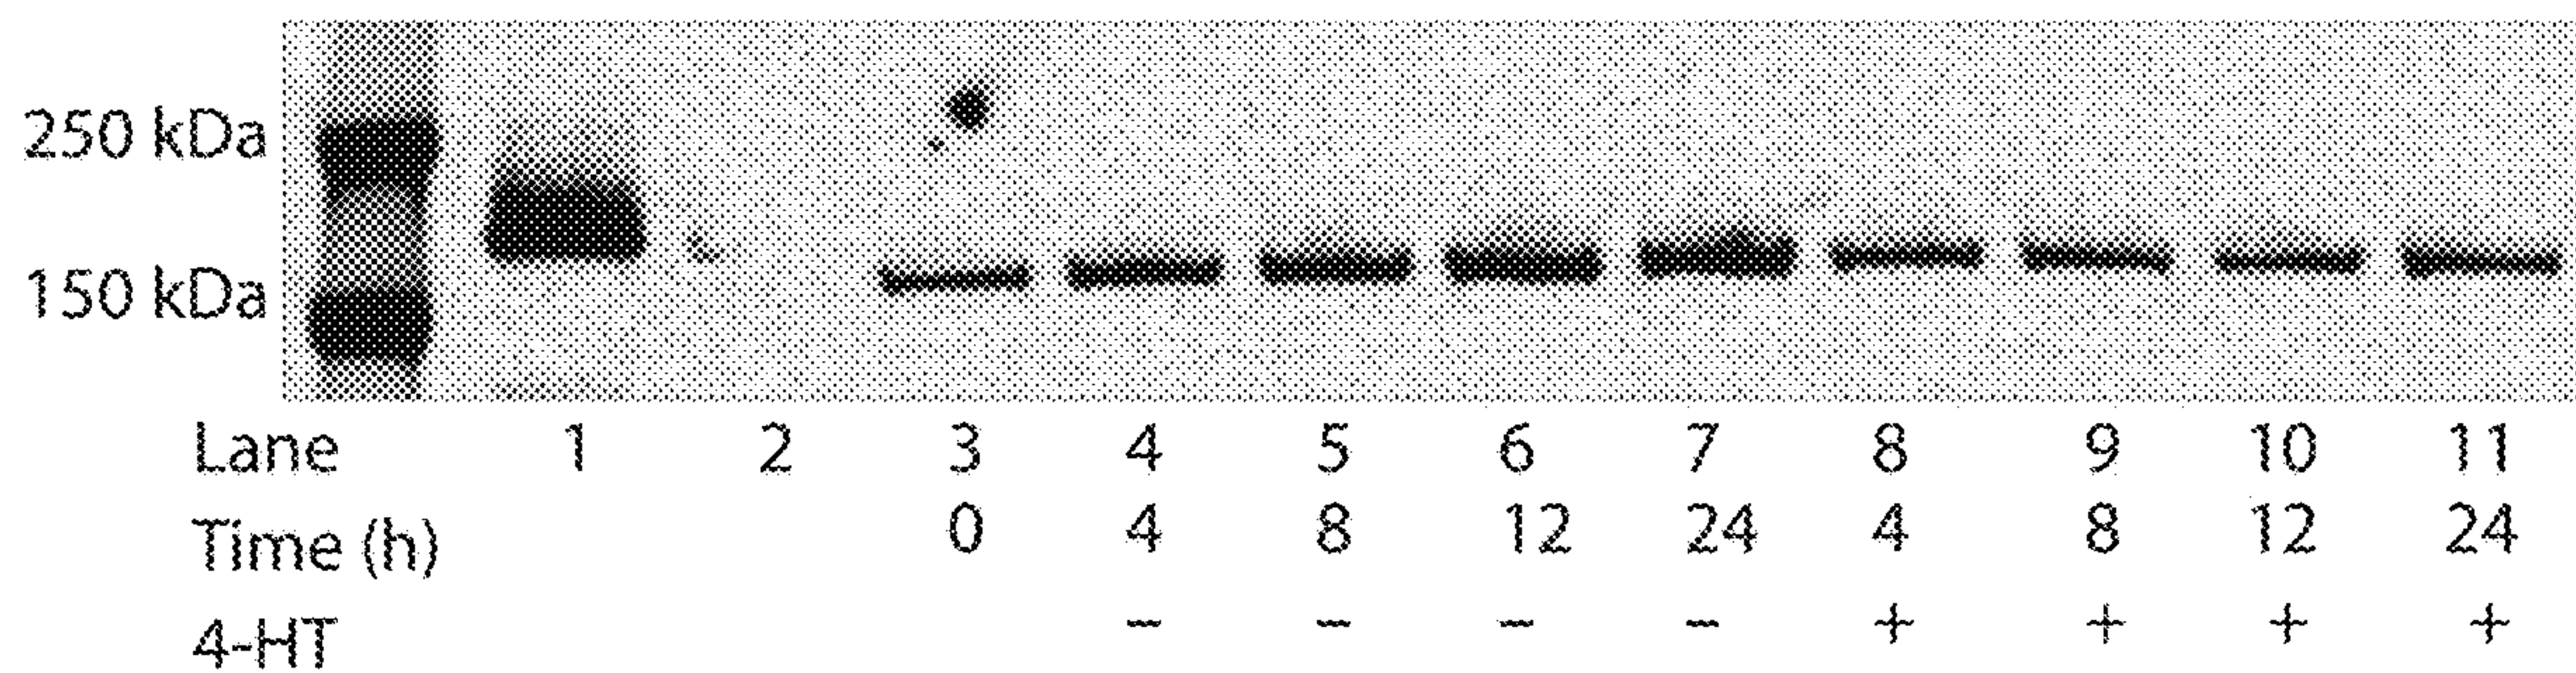 250 kDa
150 kDa
Lane 1 2 3 4 5 6 7 8 9 10 11
Time (h) 0 4 8 12 24 4 8 12 24
4-HT − − − − + + + +